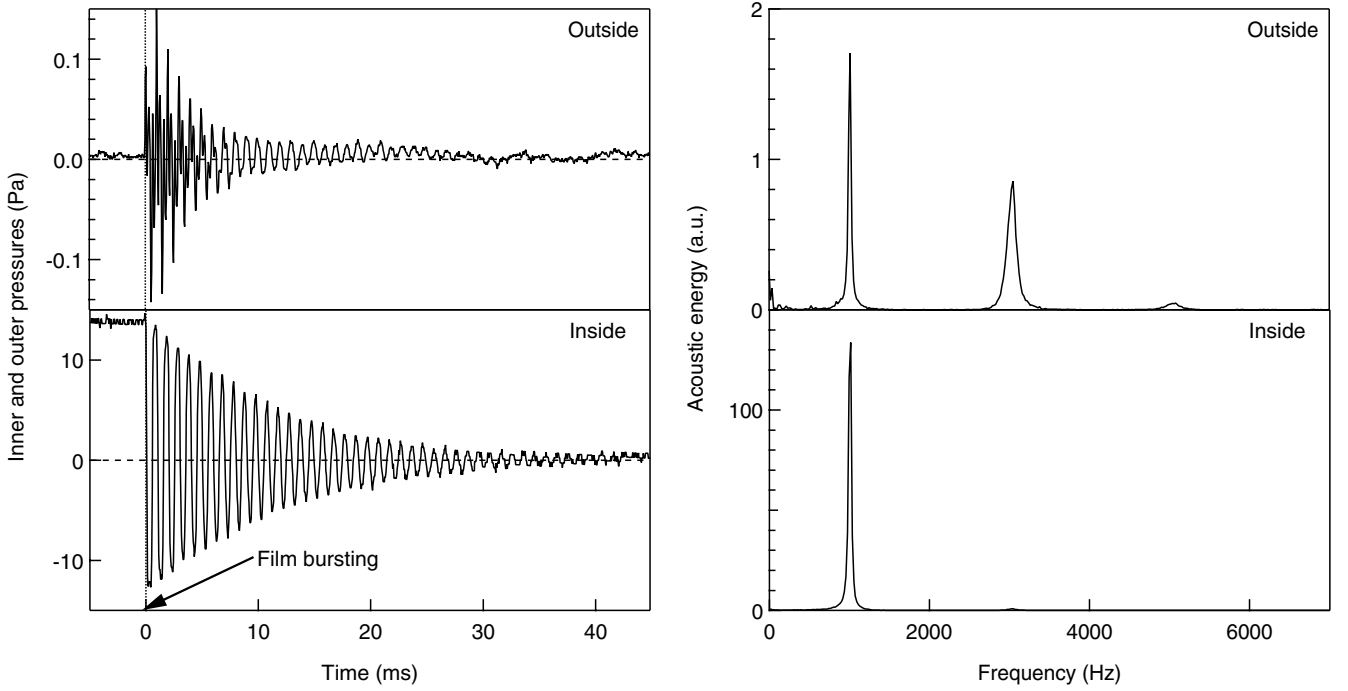 Inner and outer pressures (Pa)
0.1
0.0
-0.1
Outside
10
0
-10
Inside
Film bursting
0 10 20 30 40
Time (ms)
Acoustic energy (a.u.)
2
1
0
Outside
100
0
Inside
0 2000 4000 6000
Frequency (Hz)